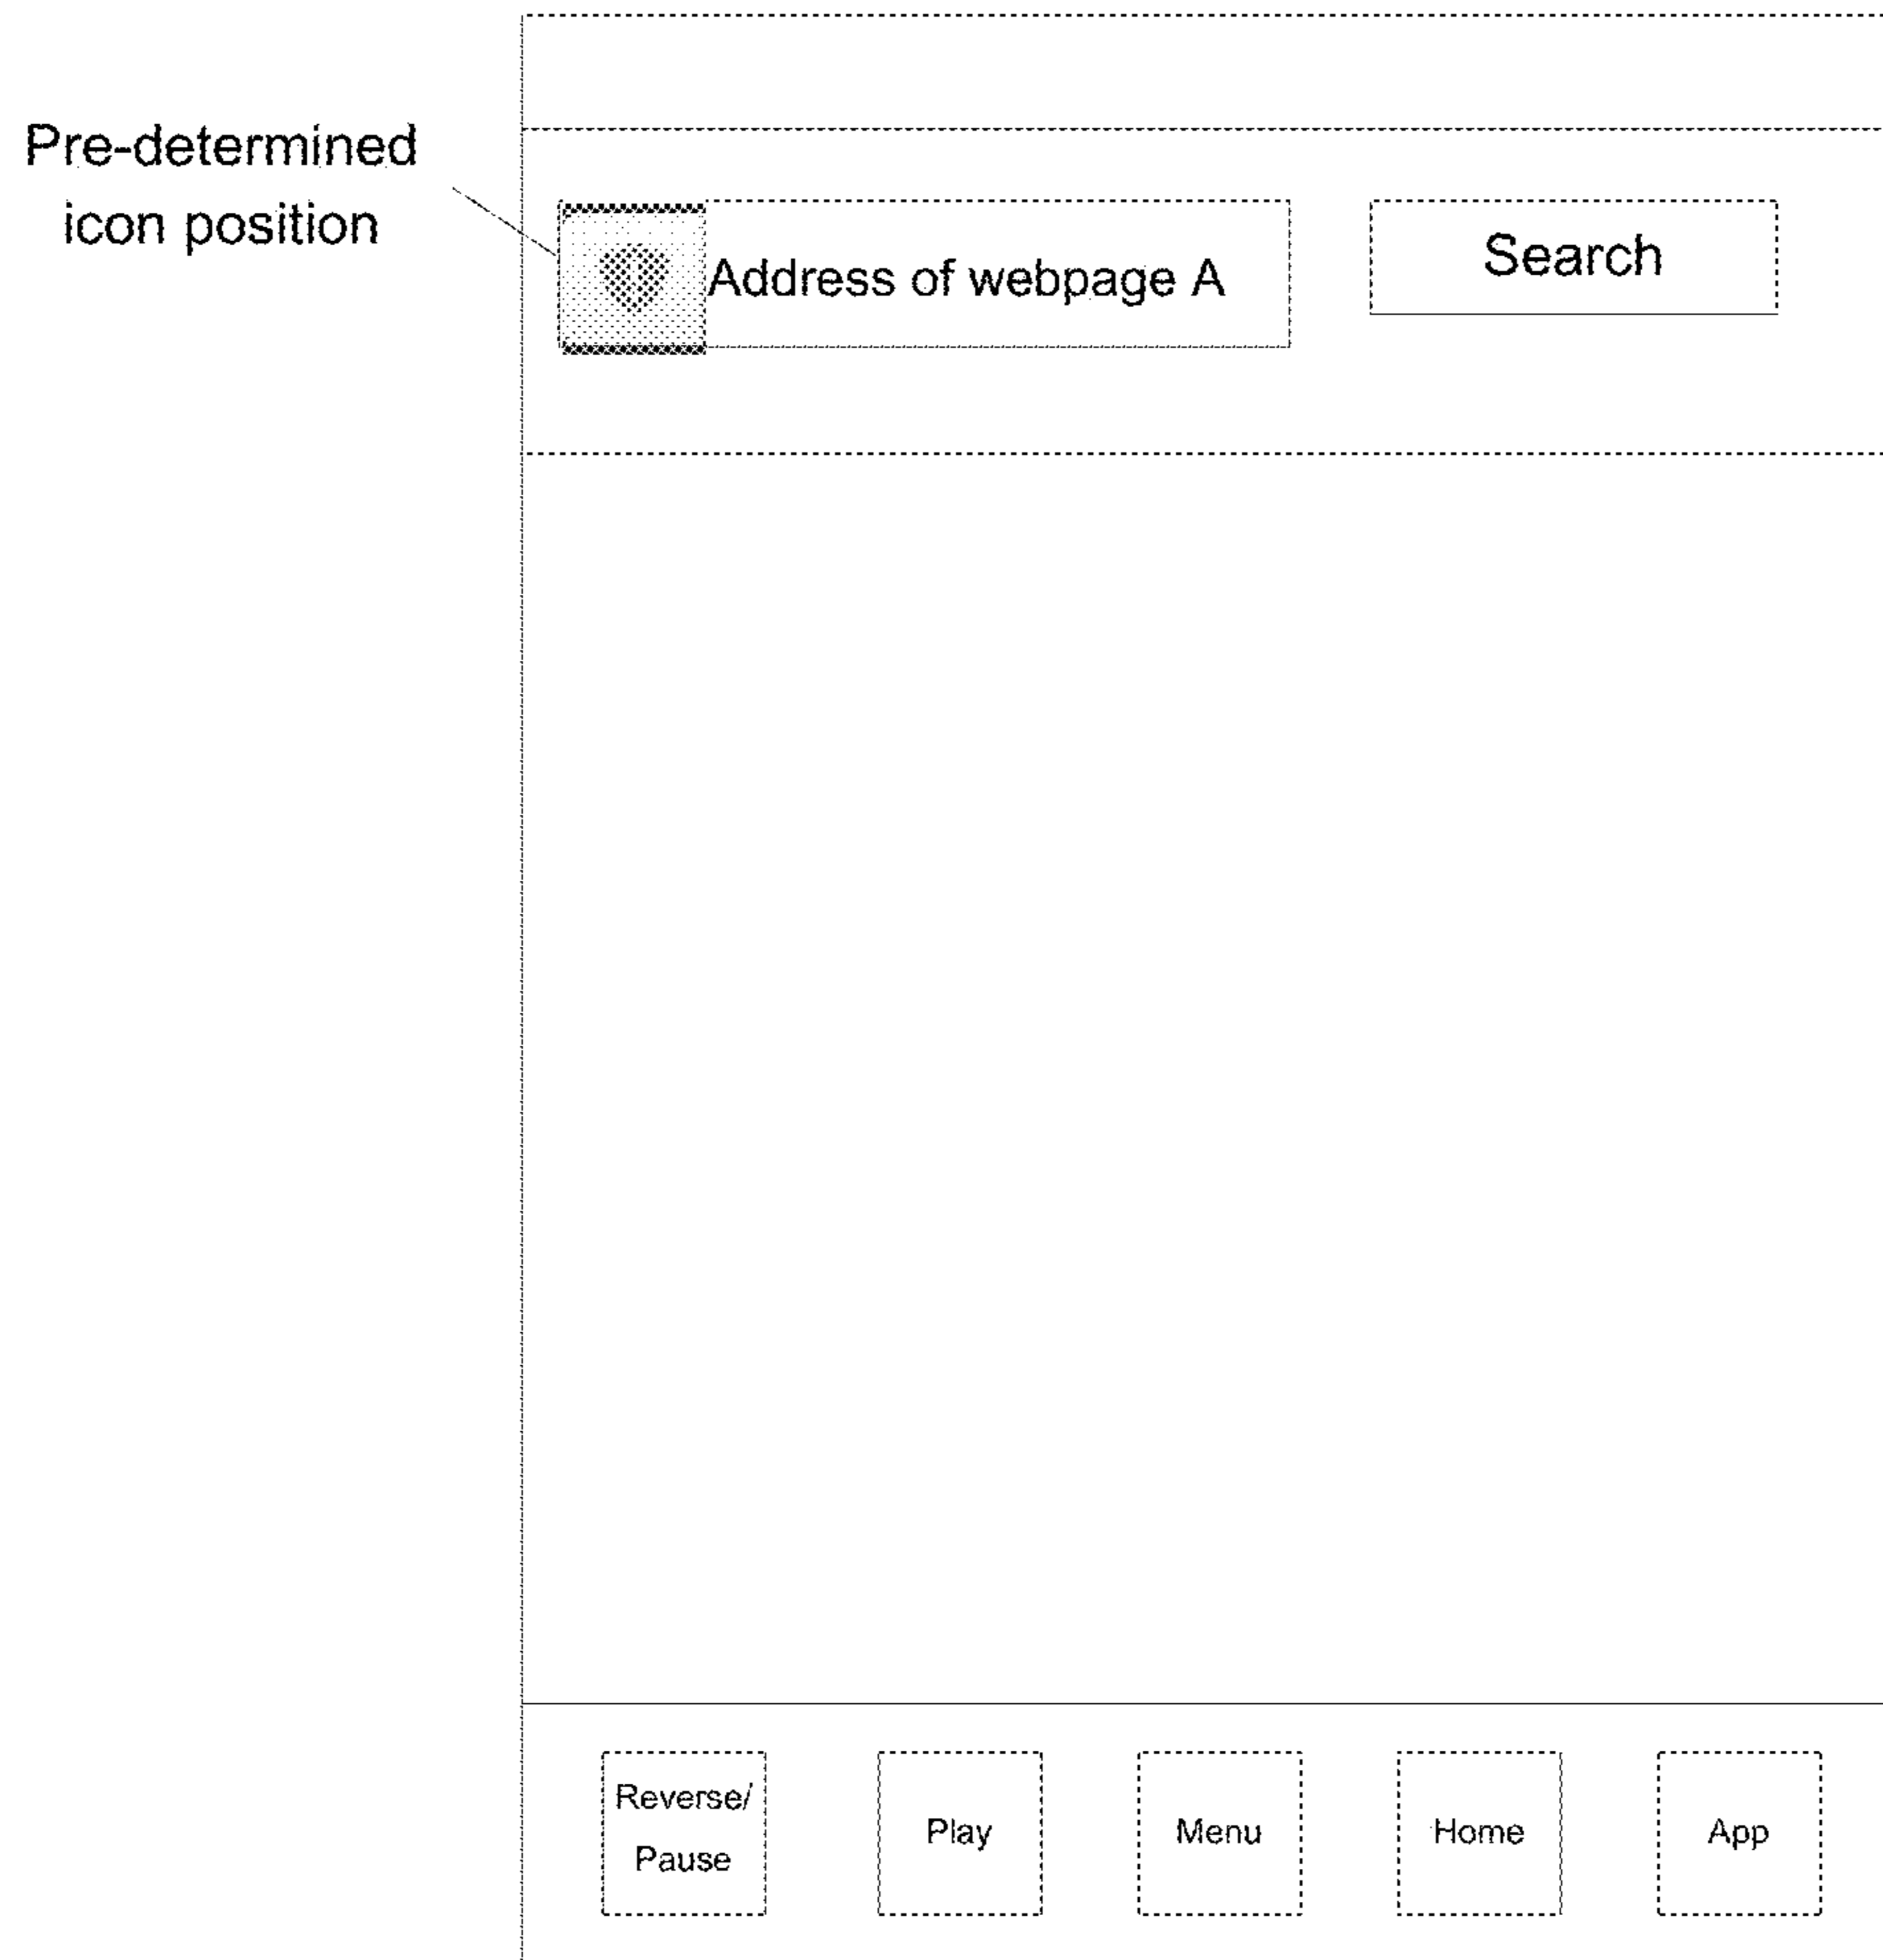 Pre-determined
icon position
Address of webpage A
Search
Reverse/
Pause
Play
Menu
Home
App